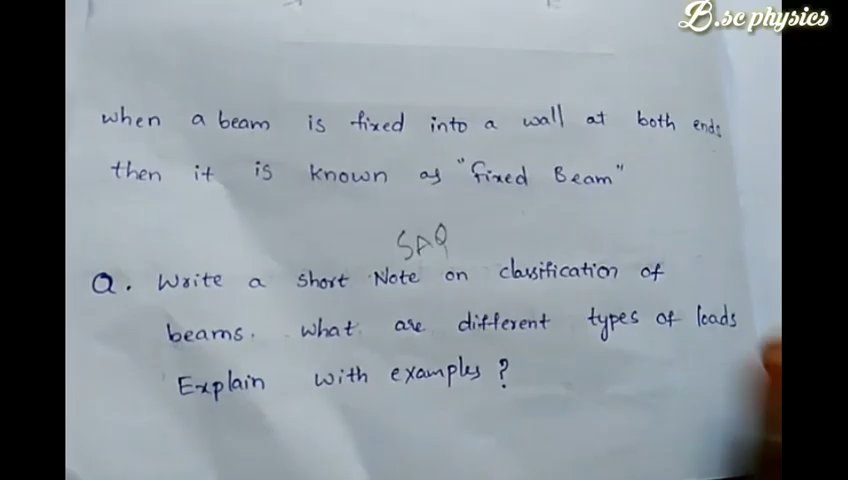 B.sc physics
when a beam is fixed into a wall at both ends
then it is known as "fixed Beam"
SAQ
Q. Write a short Note on classification of
beams. what are different types of loads
Explain with examples?